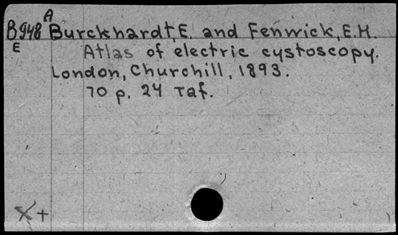 A
B948 Burckhardt, E. and Fenwick, E.H.
E Atlas of electric cystoscopy.
London, Churchill, 1893.
70 p. 24 Taf.
X +